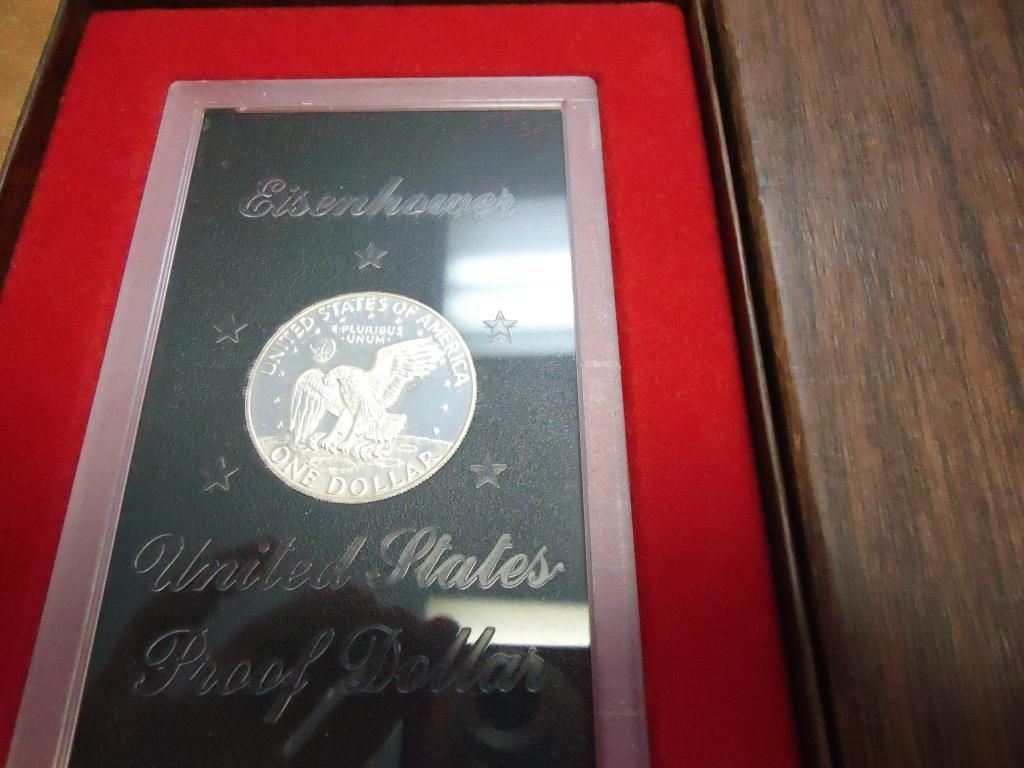 Eisenhower
UNITED STATES OF AMERICA
E PLURIBUS
UNUM
ONE DOLLAR
United States
Proof Dollar